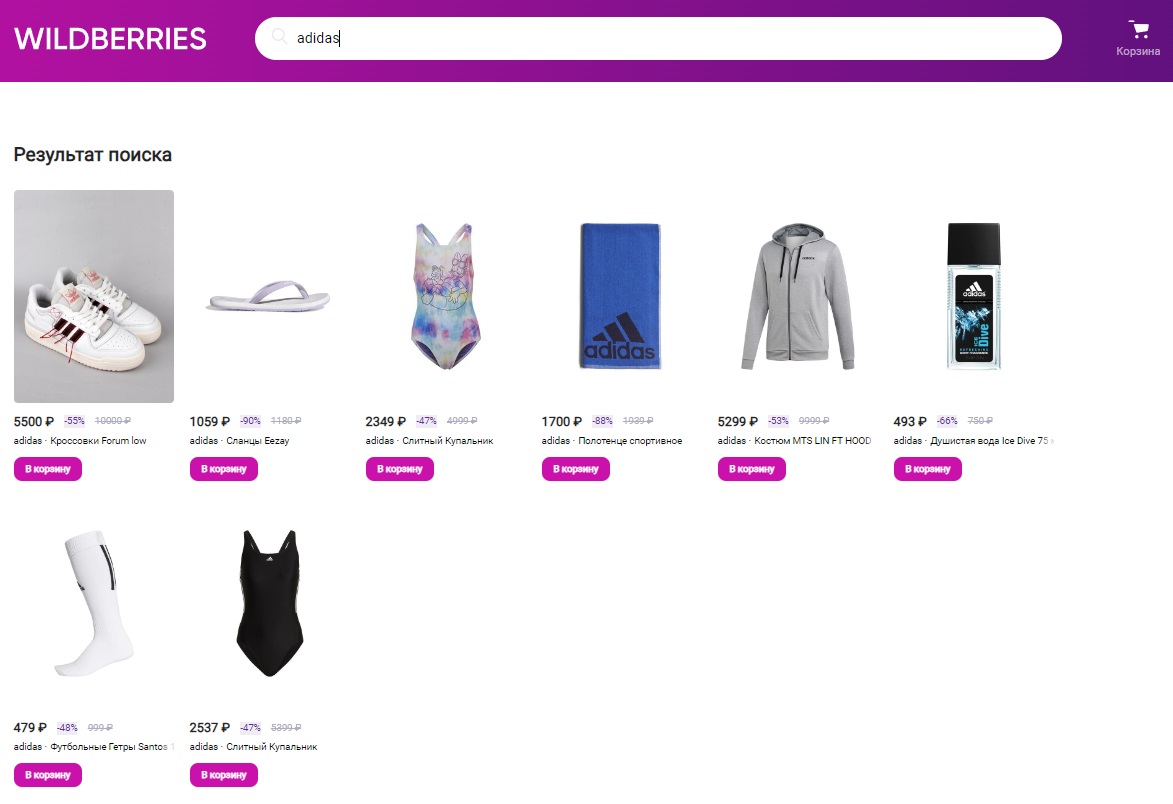 WILDBERRIES
adidas
Корзина
Результат поиска
adidas
adidas
Ice Dive
5500 ₽ -55% 10000 ₽
1059 ₽ -90% 1180 ₽
2349 ₽ -47% 4999 ₽
1700 ₽ -88% 1939 ₽
5299 ₽ -53% 9999 ₽
493 ₽ -66% 750 ₽
adidas · Кроссовки Forum low
adidas · Сланцы Eezay
adidas · Слитный Купальник
adidas · Полотенце спортивное
adidas · Костюм MTS LIN FT HOOD
adidas · Душистая вода Ice Dive 75
В корзину
В корзину
В корзину
В корзину
В корзину
В корзину
479 ₽ -48% 999 ₽
2537 ₽ -47% 5399 ₽
adidas · Футбольные Гетры Santos 1
adidas · Слитный Купальник
В корзину
В корзину